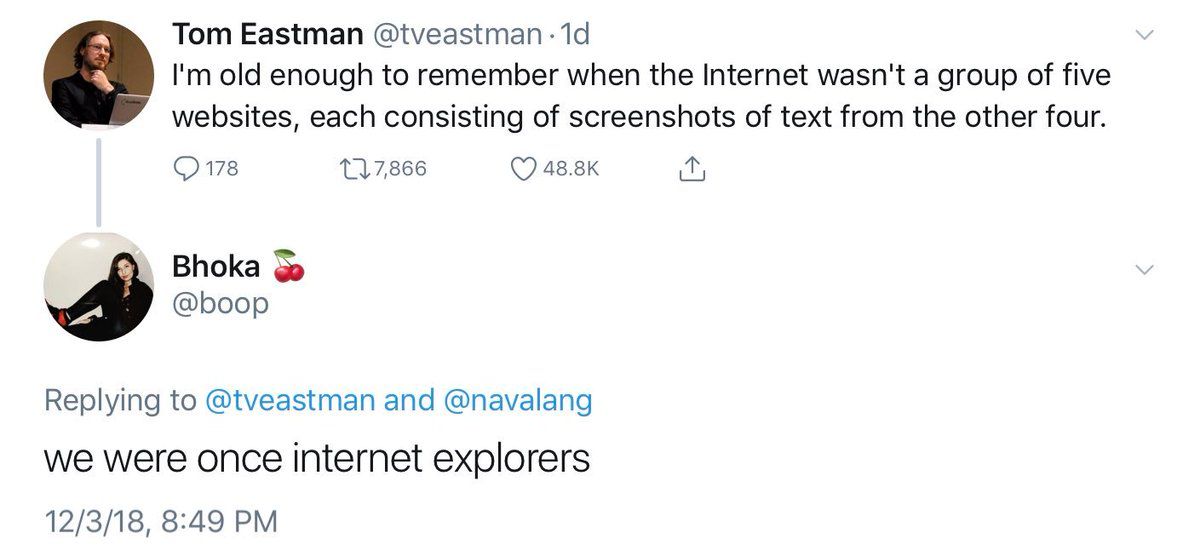 Tom Eastman @tveastman · 1d
I'm old enough to remember when the Internet wasn't a group of five
websites, each consisting of screenshots of text from the other four.
178 7,866 48.8K
Bhoka 🍒
@boop
Replying to @tveastman and @navalang
we were once internet explorers
12/3/18, 8:49 PM